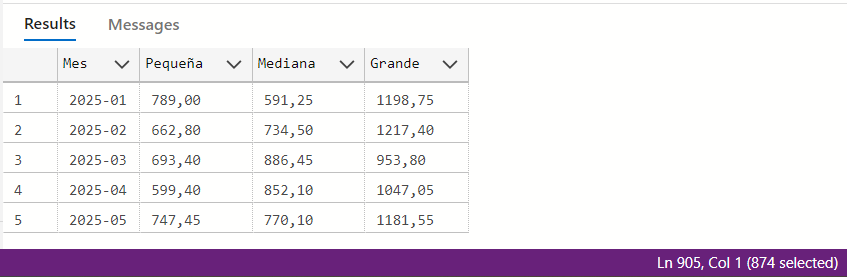 Results Messages
Mes Pequeña Mediana Grande
1 2025-01 789,00 591,25 1198,75
2 2025-02 662,80 734,50 1217,40
3 2025-03 693,40 886,45 953,80
4 2025-04 599,40 852,10 1047,05
5 2025-05 747,45 770,10 1181,55
Ln 905, Col 1 (874 selected)